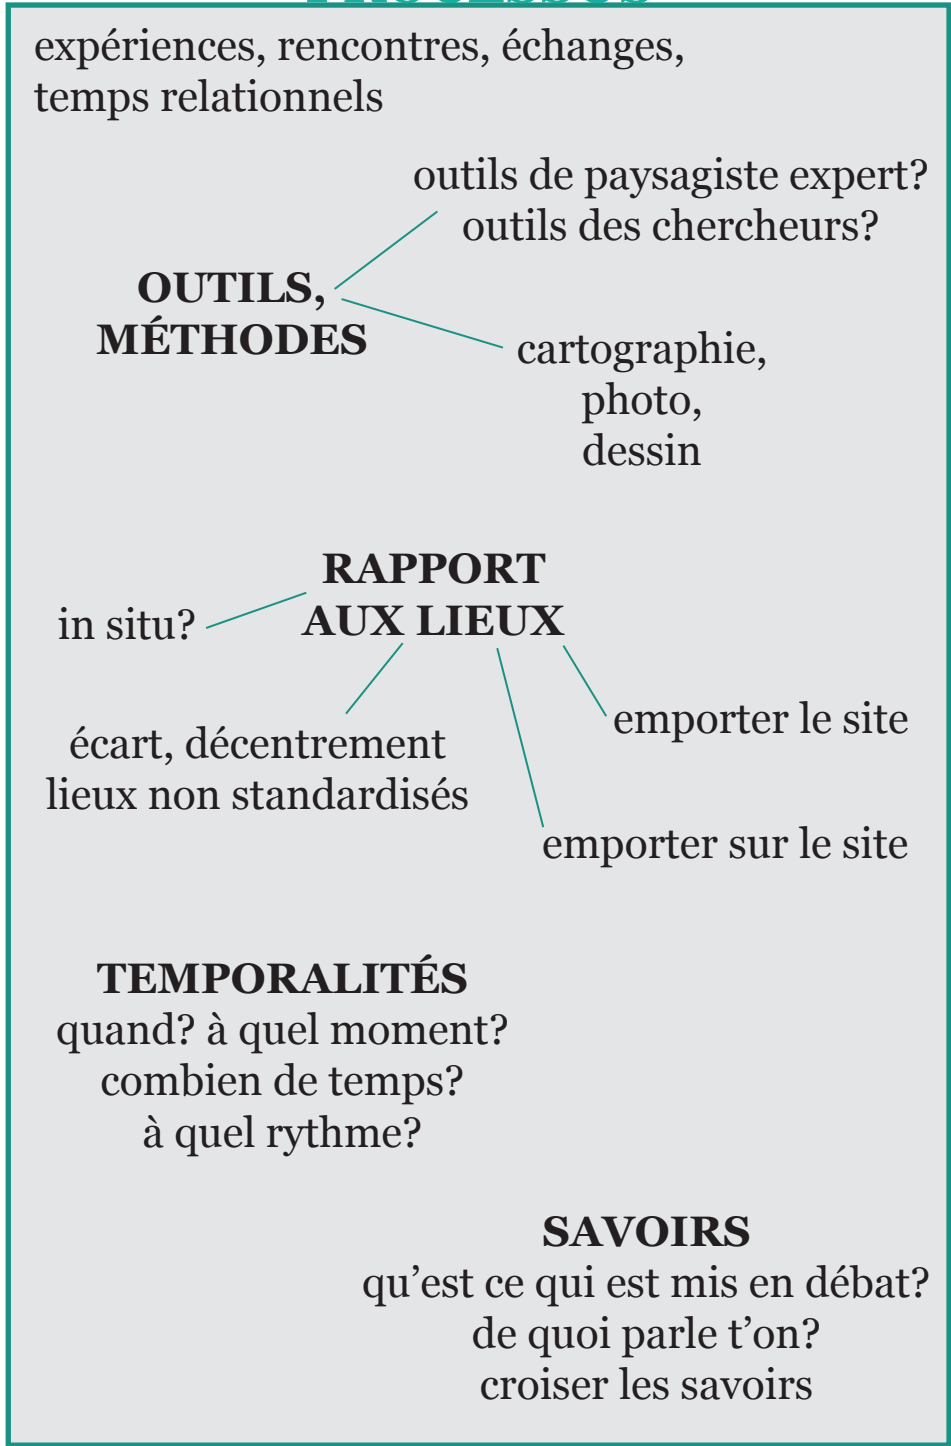 PROCESSUS
expériences, rencontres, échanges,
temps relationnels
outils de paysagiste expert?
outils des chercheurs?
OUTILS,
MÉTHODES
cartographie,
photo,
dessin
RAPPORT
AUX LIEUX
in situ?
écart, décentrement
lieux non standardisés
emporter le site
emporter sur le site
TEMPORALITÉS
quand? à quel moment?
combien de temps?
à quel rythme?
SAVOIRS
qu’est ce qui est mis en débat?
de quoi parle t’on?
croiser les savoirs